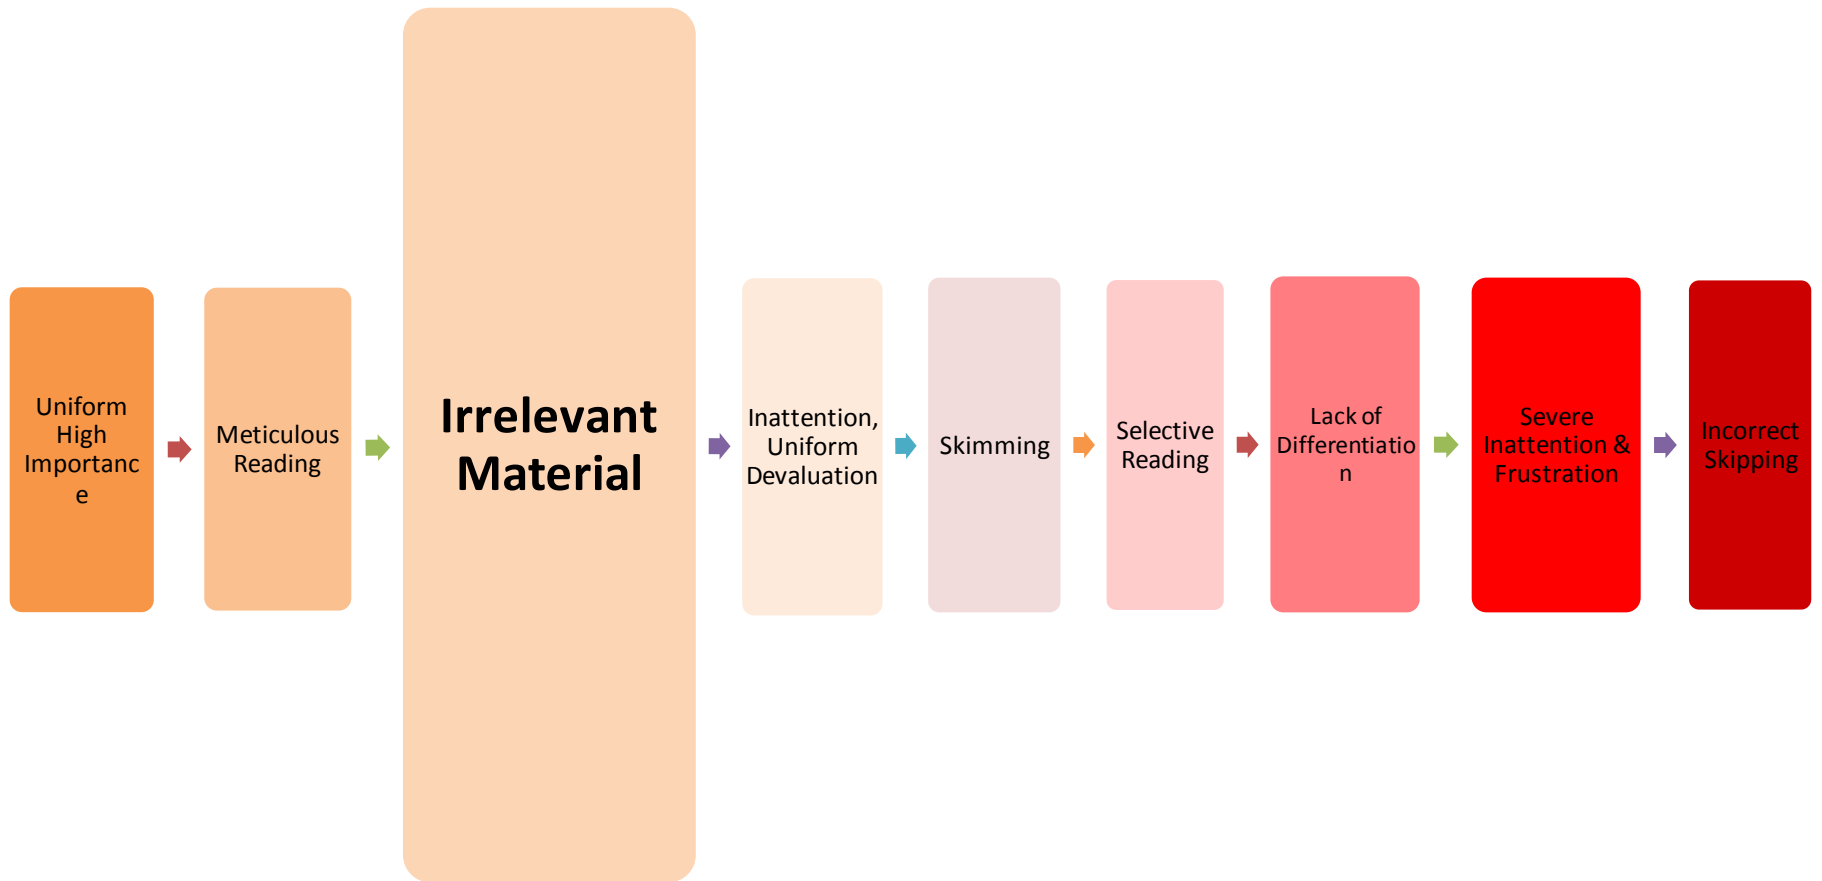 Uniform
High
Importanc
e
Meticulous
Reading
Irrelevant
Material
Inattention,
Uniform
Devaluation
Skimming
Selective
Reading
Lack of
Differentiatio
n
Severe
Inattention &
Frustration
Incorrect
Skipping